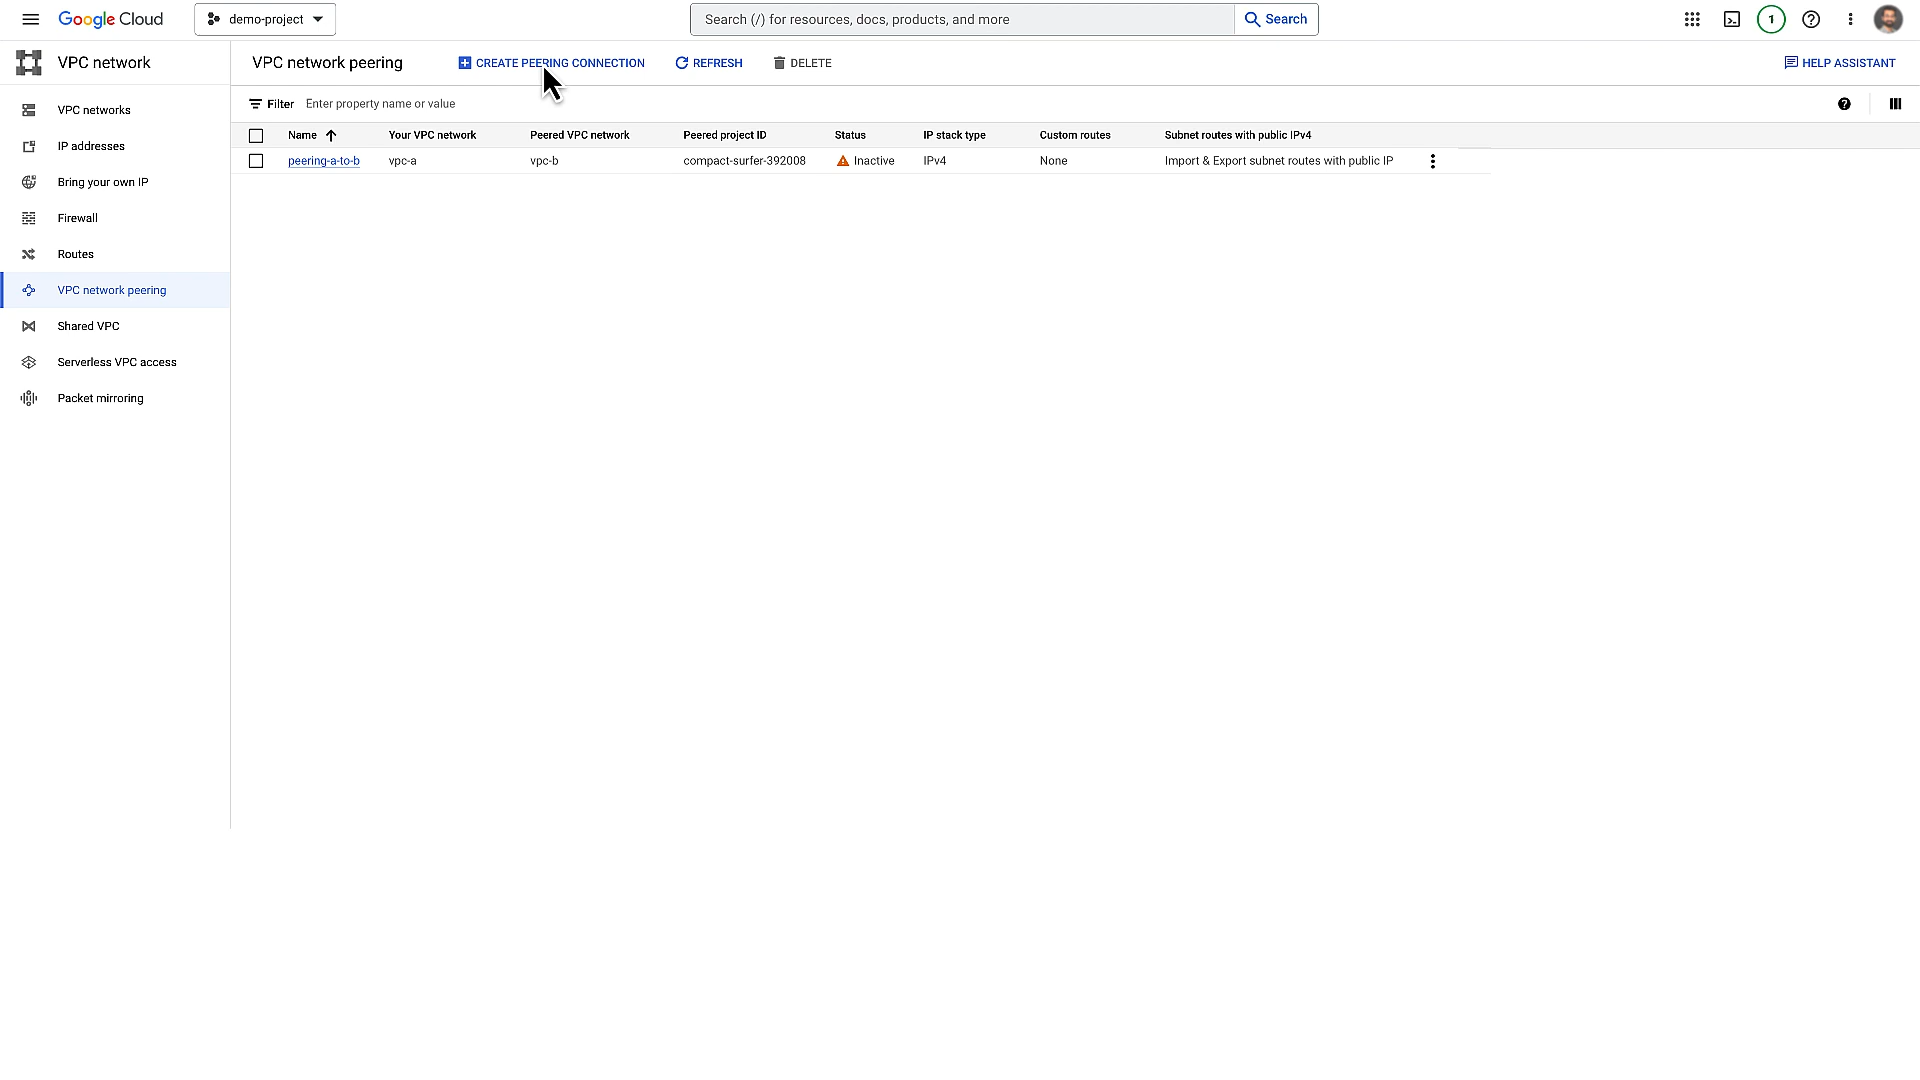 Google Cloud
demo-project
Search (/) for resources, docs, products, and more
Search
1
VPC network
VPC network peering
CREATE PEERING CONNECTION
REFRESH
DELETE
HELP ASSISTANT
VPC networks
IP addresses
Bring your own IP
Firewall
Routes
VPC network peering
Shared VPC
Serverless VPC access
Packet mirroring
Filter Enter property name or value
Name Your VPC network Peered VPC network Peered project ID Status IP stack type Custom routes Subnet routes with public IPv4
peering-a-to-b vpc-a vpc-b compact-surfer-392008 Inactive IPv4 None Import & Export subnet routes with public IP